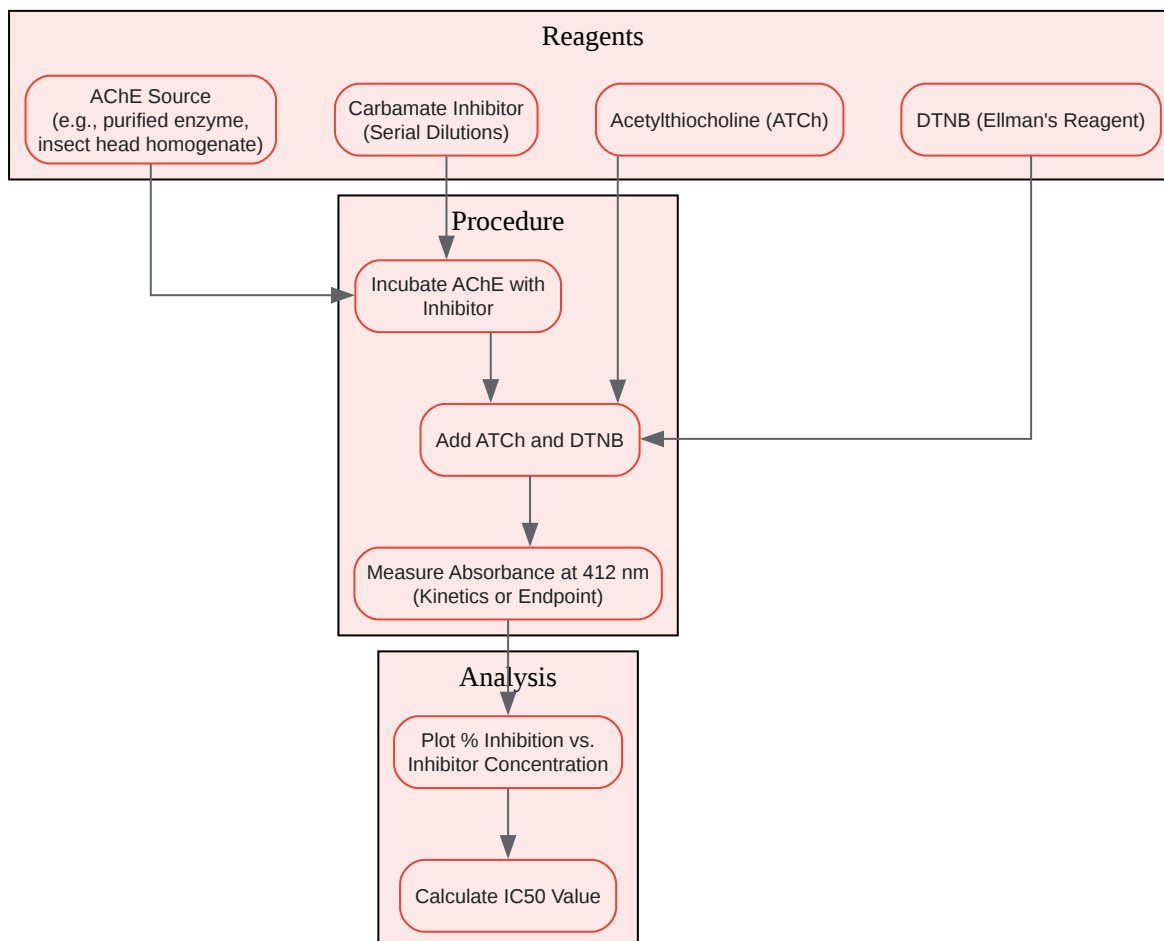 Reagents
AChE Source
(e.g., purified enzyme,
insect head homogenate)
Carbamate Inhibitor
(Serial Dilutions)
Acetylthiocholine (ATCh)
DTNB (Ellman's Reagent)
Procedure
Incubate AChE with
Inhibitor
Add ATCh and DTNB
Measure Absorbance at 412 nm
(Kinetics or Endpoint)
Analysis
Plot % Inhibition vs.
Inhibitor Concentration
Calculate IC50 Value